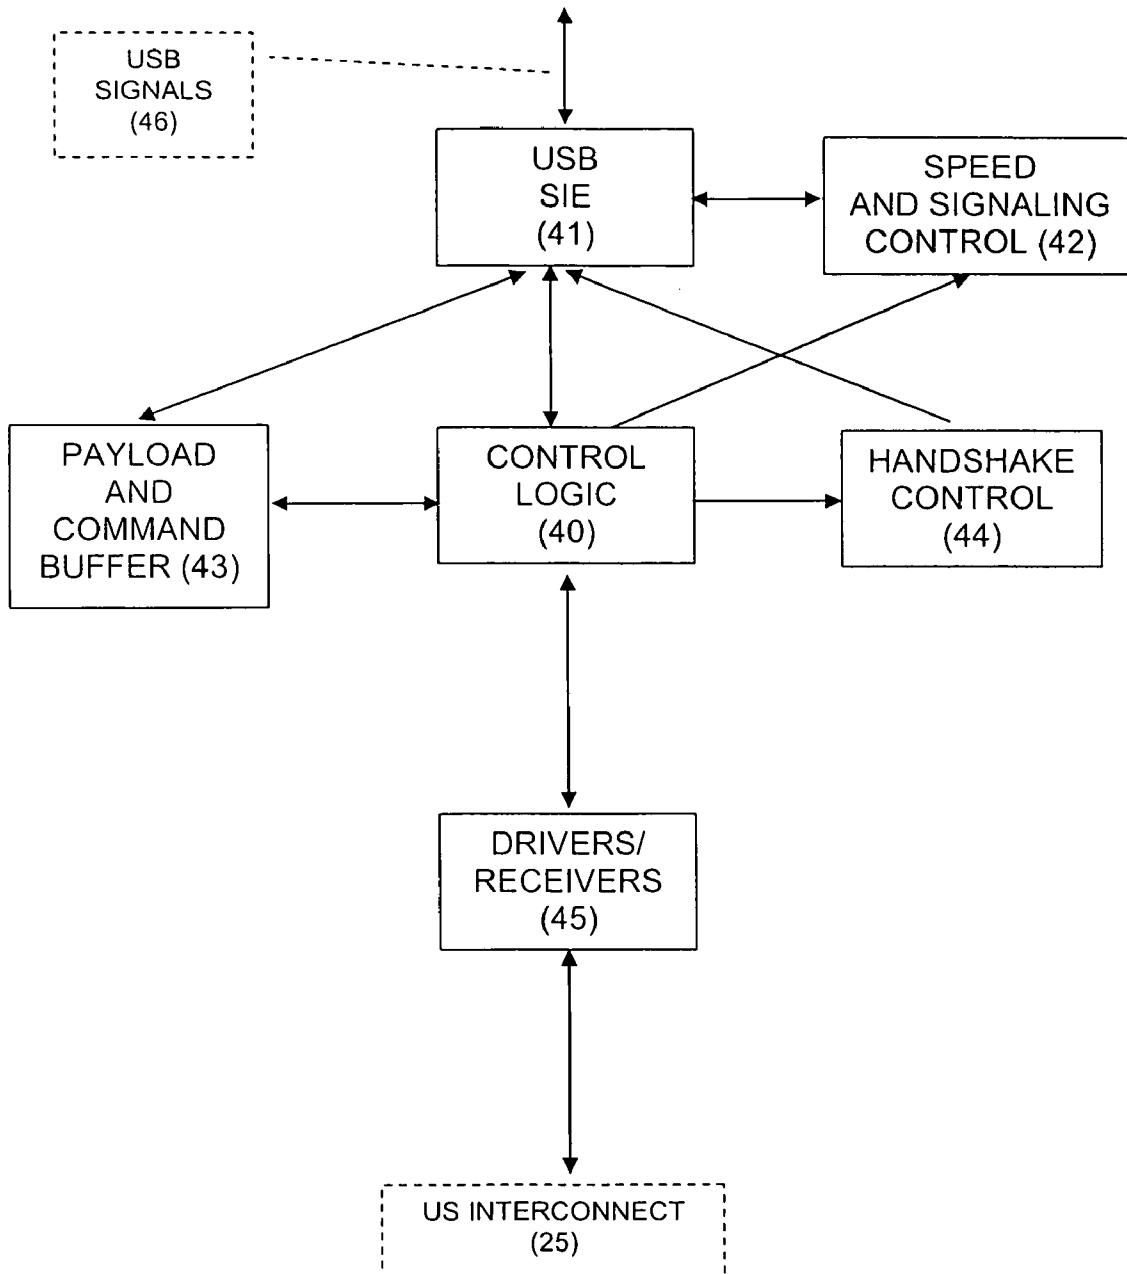 USB
SIGNALS
(46)
USB
SIE
(41)
SPEED
AND SIGNALING
CONTROL (42)
PAYLOAD
AND
COMMAND
BUFFER (43)
CONTROL
LOGIC
(40)
HANDSHAKE
CONTROL
(44)
DRIVERS/
RECEIVERS
(45)
US INTERCONNECT
(25)